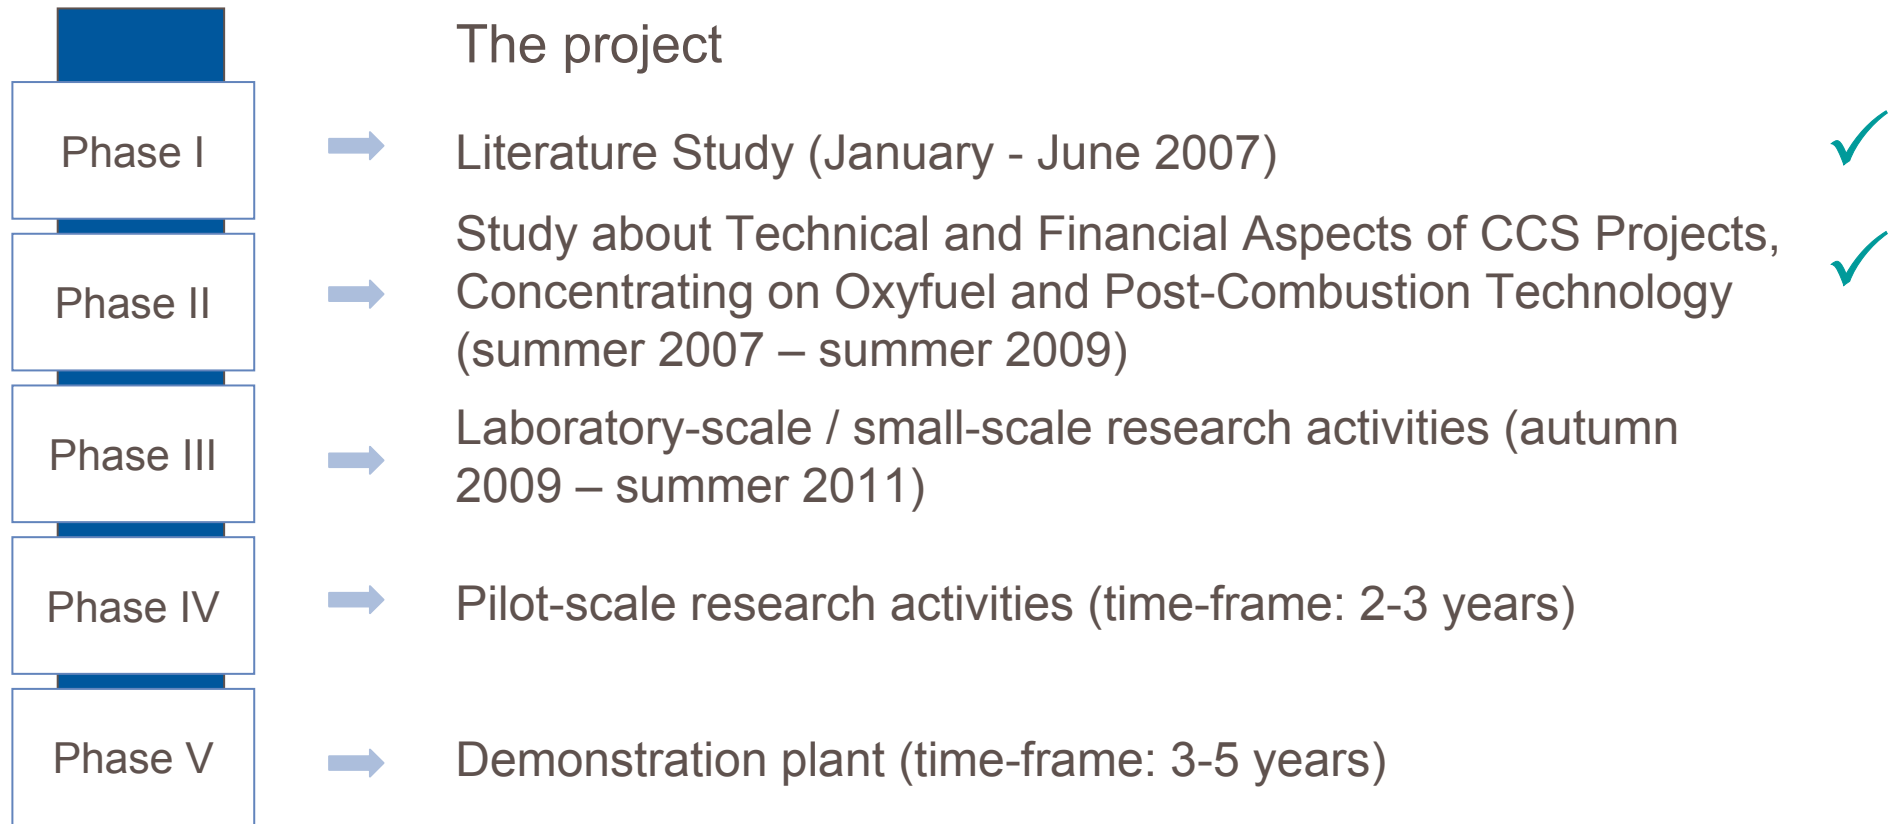 The project
Phase I
Literature Study (January - June 2007)
Phase II
Study about Technical and Financial Aspects of CCS Projects,
Concentrating on Oxyfuel and Post-Combustion Technology
(summer 2007 – summer 2009)
Phase III
Laboratory-scale / small-scale research activities (autumn
2009 – summer 2011)
Phase IV
Pilot-scale research activities (time-frame: 2-3 years)
Phase V
Demonstration plant (time-frame: 3-5 years)